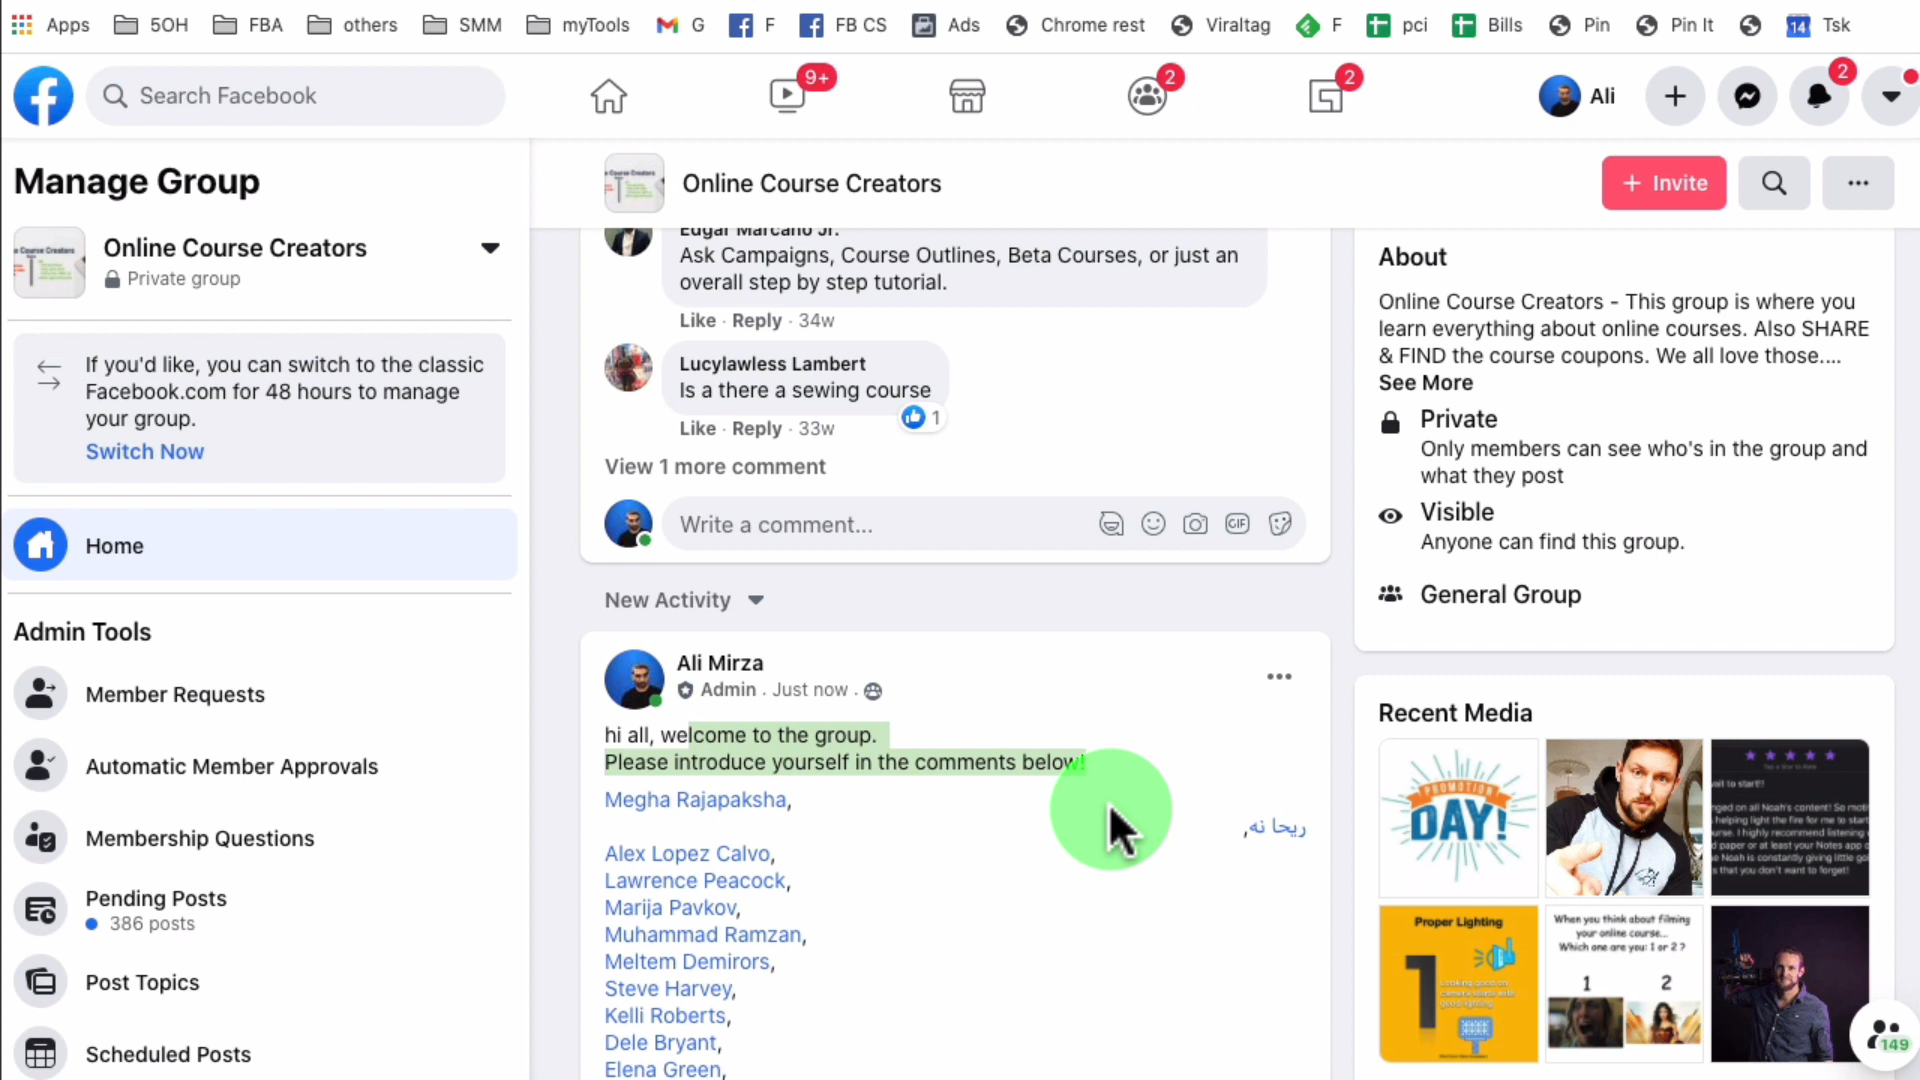 Apps
5OH
FBA
others
SMM
myTools
G
F
FB CS
Ads
Chrome rest
Viraltag
F
pci
Bills
Pin
Pin It
14
Tsk
Search Facebook
9+
2
2
Ali
2
Manage Group
Online Course Creators
Private group
If you'd like, you can switch to the classic
Facebook.com for 48 hours to manage
your group.
Switch Now
Home
Admin Tools
Member Requests
Automatic Member Approvals
Membership Questions
Pending Posts
386 posts
Post Topics
Scheduled Posts
Online Course Creators
+ Invite
Edgar Marcano Jr.
Ask Campaigns, Course Outlines, Beta Courses, or just an
overall step by step tutorial.
Like · Reply · 34w
Lucylawless Lambert
Is a there a sewing course
1
Like · Reply · 33w
View 1 more comment
Write a comment...
GIF
New Activity
Ali Mirza
Admin · Just now ·
hi all, welcome to the group.
Please introduce yourself in the comments below!
Megha Rajapaksha,
ريحا نه,
Alex Lopez Calvo,
Lawrence Peacock,
Marija Pavkov,
Muhammad Ramzan,
Meltem Demirors,
Steve Harvey,
Kelli Roberts,
Dele Bryant,
Elena Green,
About
Online Course Creators - This group is where you
learn everything about online courses. Also SHARE
& FIND the course coupons. We all love those....
See More
Private
Only members can see who's in the group and
what they post
Visible
Anyone can find this group.
General Group
Recent Media
PROMOTION
DAY!
Proper Lighting
1
When you think about filming
your online course...
Which one are you: 1 or 2 ?
1 2
149